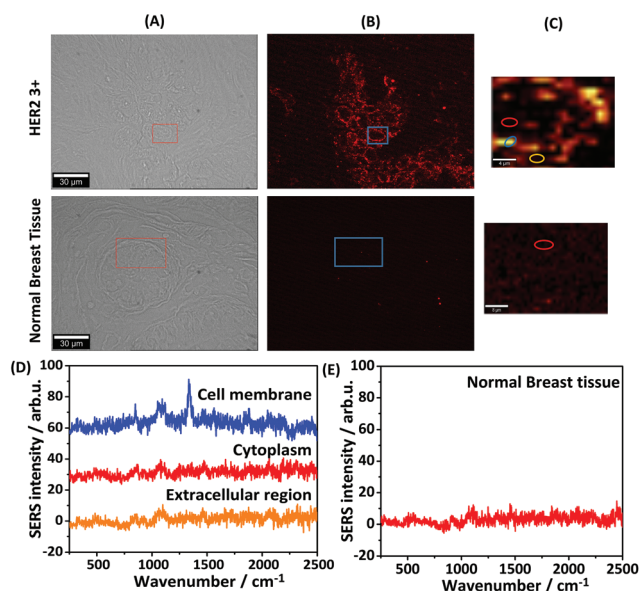 (A)
(B)
(C)
HER2 3+
30 µm
4 µm
Normal Breast Tissue
30 µm
(D)
100
80
60
40
20
0
-20
SERS intensity / arb.u.
Cell membrane
Cytoplasm
Extracellular region
500 1000 1500 2000 2500
Wavenumber / cm-1
(E)
100
80
60
40
20
0
-20
SERS intensity / arb.u.
Normal Breast tissue
500 1000 1500 2000 2500
Wavenumber / cm-1